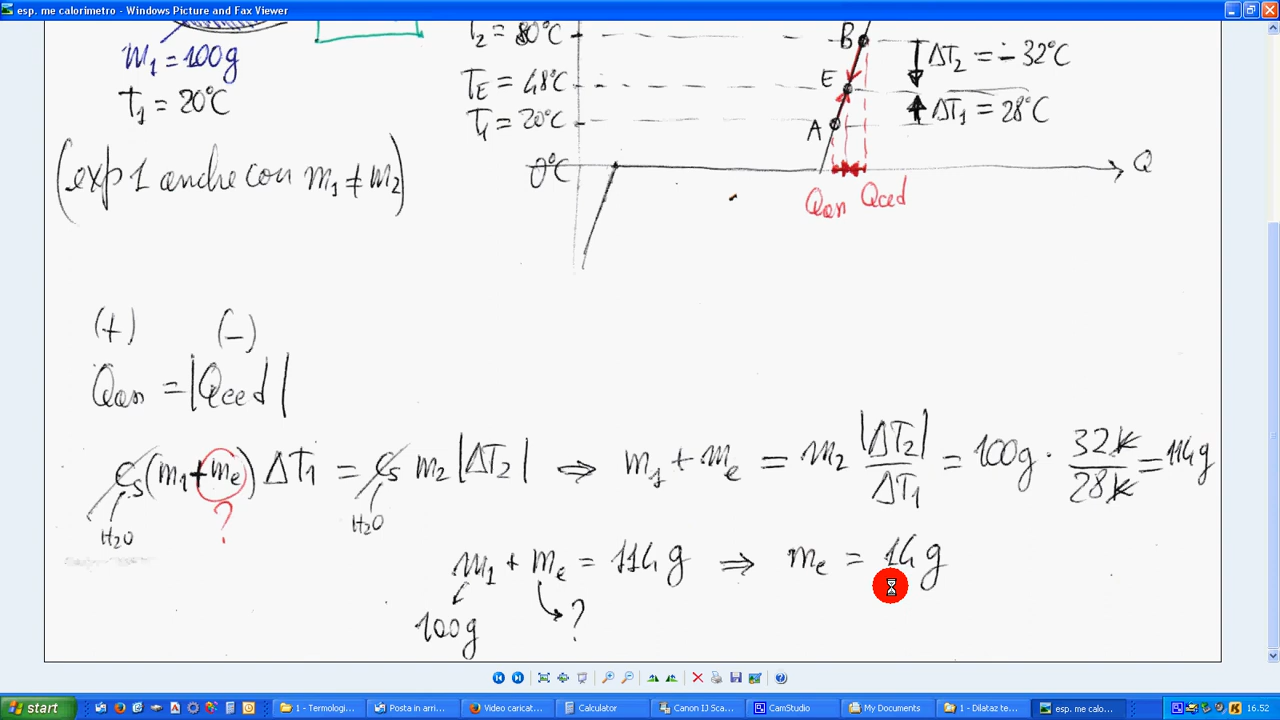 esp. me calorimetro - Windows Picture and Fax Viewer
m₁ = 100g
T₁ = 20°C
(exp 1 anche con m₁ ≠ m₂)
T₂ = 80°C
T_E = 48°C
T₁ = 20°C
0°C
B
E
A
ΔT₂ = -32°C
ΔT₁ = 28°C
Q
Qass Qced
(+) (-)
Qass = |Qced|
cs (m₁ + me) ΔT₁ = cs m₂ |ΔT₂| ⇒ m₁ + me = m₂ |ΔT₂| / ΔT₁ = 100g · 32K / 28K = 114g
H₂O ? H₂O
m₁ + me = 114g ⇒ me = 14g
100g ?
start
1 - Termologi...
Posta in arri...
Video caricat...
Calculator
Canon IJ Scan...
CamStudio
My Documents
1 - Dilataz te...
esp. me calo...
16.52